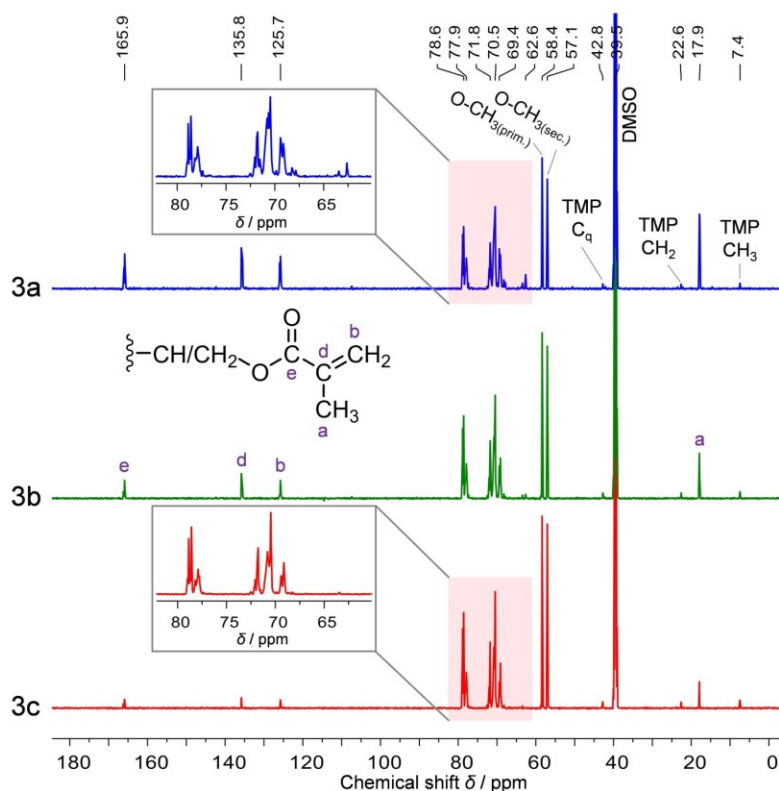 165.9 135.8 125.7 78.6 77.9 71.8 70.5 69.4 62.6 58.4 57.1 42.8 39.5 22.6 17.9 7.4
O-CH3(prim.)
O-CH3(sec.)
DMSO
80 75 70 65
δ / ppm
TMP
Cq
TMP
CH2
TMP
CH3
3a
CH/CH2
O
O
e
d
b
CH2
CH3
a
e d b a
3b
80 75 70 65
δ / ppm
3c
180 160 140 120 100 80 60 40 20 0
Chemical shift δ / ppm